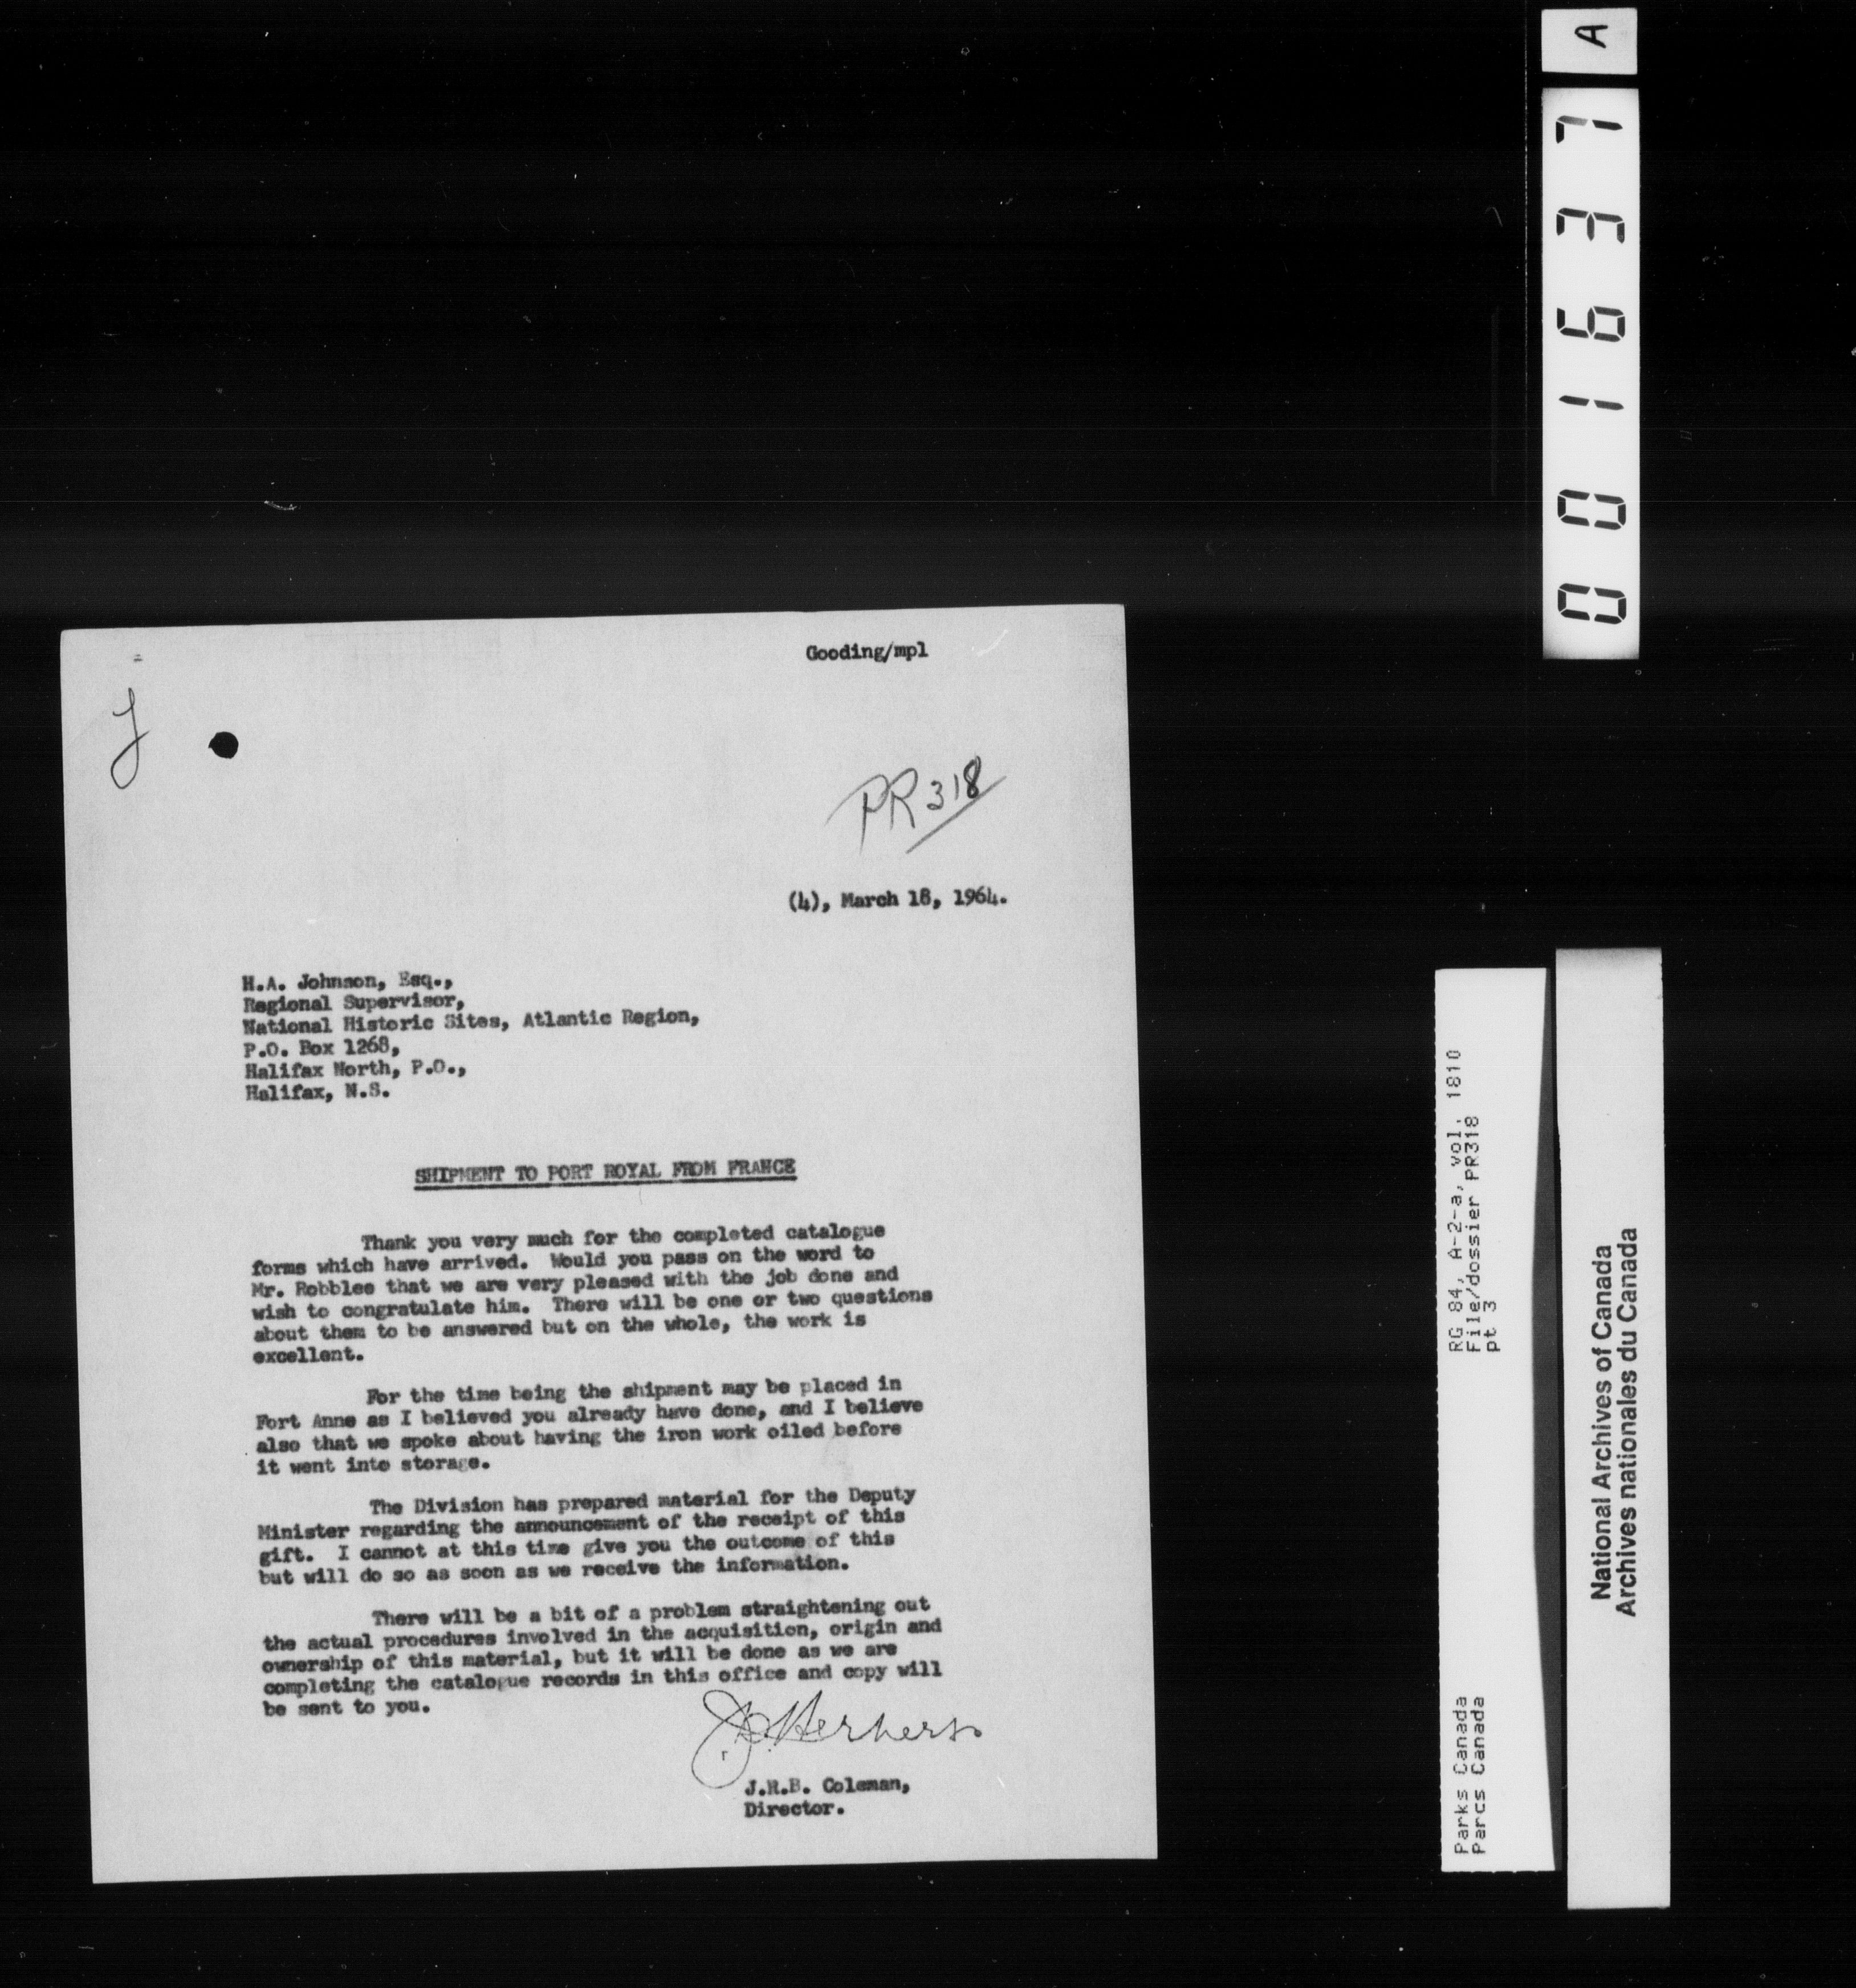 A
001637
Gooding/mpl
PR318
(4), March 18, 1964.
H.A. Johnson, Esq.,
Regional Supervisor,
National Historic Sites, Atlantic Region,
P.O. Box 1268,
Halifax North, P.O.,
Halifax, N.S.
SHIPMENT TO PORT ROYAL FROM FRANCE
Thank you very much for the completed catalogue
forms which have arrived. Would you pass on the word to
Mr. Robblee that we are very pleased with the job done and
wish to congratulate him. There will be one or two questions
about them to be answered but on the whole, the work is
excellent.
For the time being the shipment may be placed in
Fort Anne as I believed you already have done, and I believe
also that we spoke about having the iron work oiled before
it went into storage.
The Division has prepared material for the Deputy
Minister regarding the announcement of the receipt of this
gift. I cannot at this time give you the outcome of this
but will do so as soon as we receive the information.
There will be a bit of a problem straightening out
the actual procedures involved in the acquisition, origin and
ownership of this material, but it will be done as we are
completing the catalogue records in this office and copy will
be sent to you.
J.R.B. Coleman,
Director.
RG 84, A-2-a, vol. 1810
File/dossier PR318
pt 3
Parks Canada
Parcs Canada
National Archives of Canada
Archives nationales du Canada